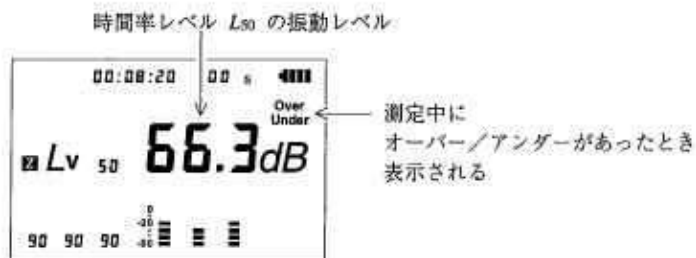 時間率レベル L50 の振動レベル
00:08:20 00 s
Over
Under
Z Lv 50 66.3dB
測定中に
オーバー／アンダーがあったとき
表示される
90 90 90